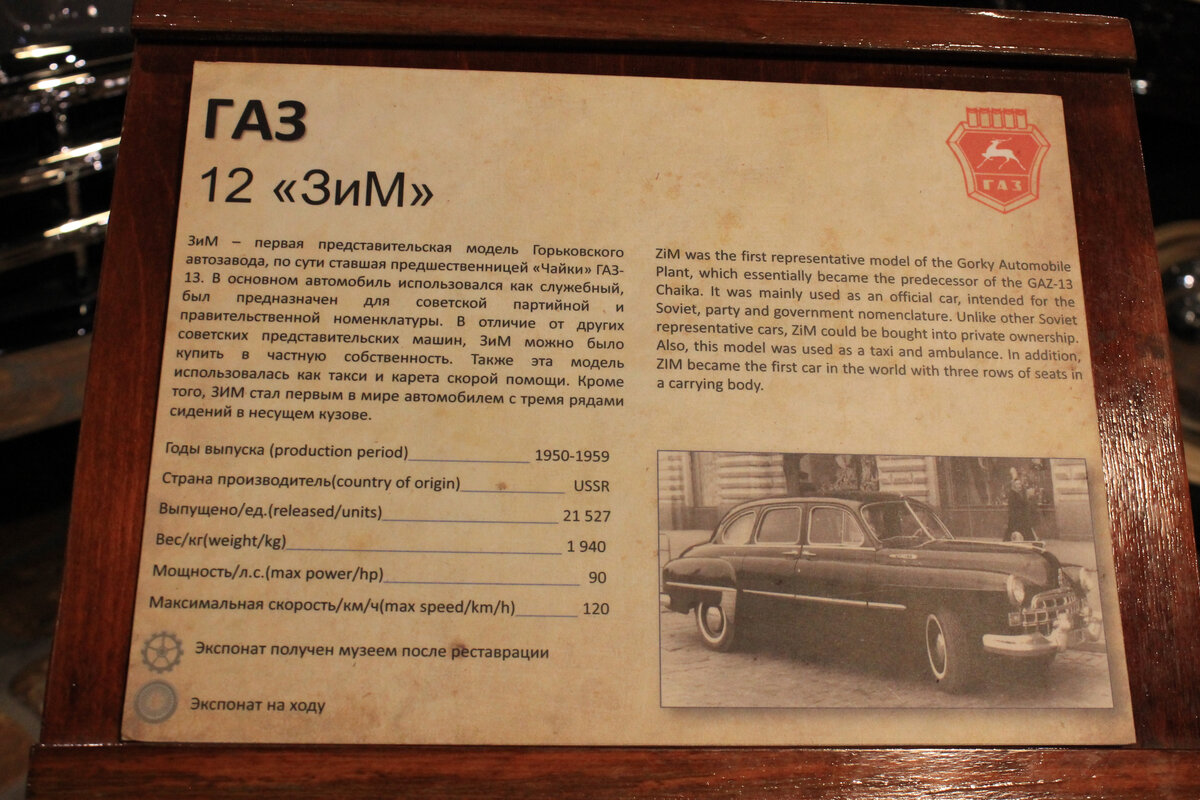 ГАЗ
12 «ЗиМ»
ГАЗ
ЗиМ – первая представительская модель Горьковского
автозавода, по сути ставшая предшественницей «Чайки» ГАЗ-
13. В основном автомобиль использовался как служебный,
был предназначен для советской партийной и
правительственной номенклатуры. В отличие от других
советских представительских машин, ЗиМ можно было
купить в частную собственность. Также эта модель
использовалась как такси и карета скорой помощи. Кроме
того, ЗИМ стал первым в мире автомобилем с тремя рядами
сидений в несущем кузове.
ZiM was the first representative model of the Gorky Automobile
Plant, which essentially became the predecessor of the GAZ-13
Chaika. It was mainly used as an official car, intended for the
Soviet, party and government nomenclature. Unlike other Soviet
representative cars, ZiM could be bought into private ownership.
Also, this model was used as a taxi and ambulance. In addition,
ZIM became the first car in the world with three rows of seats in
a carrying body.
Годы выпуска (production period) 1950-1959
Страна производитель(country of origin) USSR
Выпущено/ед.(released/units) 21 527
Вес/кг(weight/kg) 1 940
Мощность/л.с.(max power/hp) 90
Максимальная скорость/км/ч(max speed/km/h) 120
Экспонат получен музеем после реставрации
Экспонат на ходу